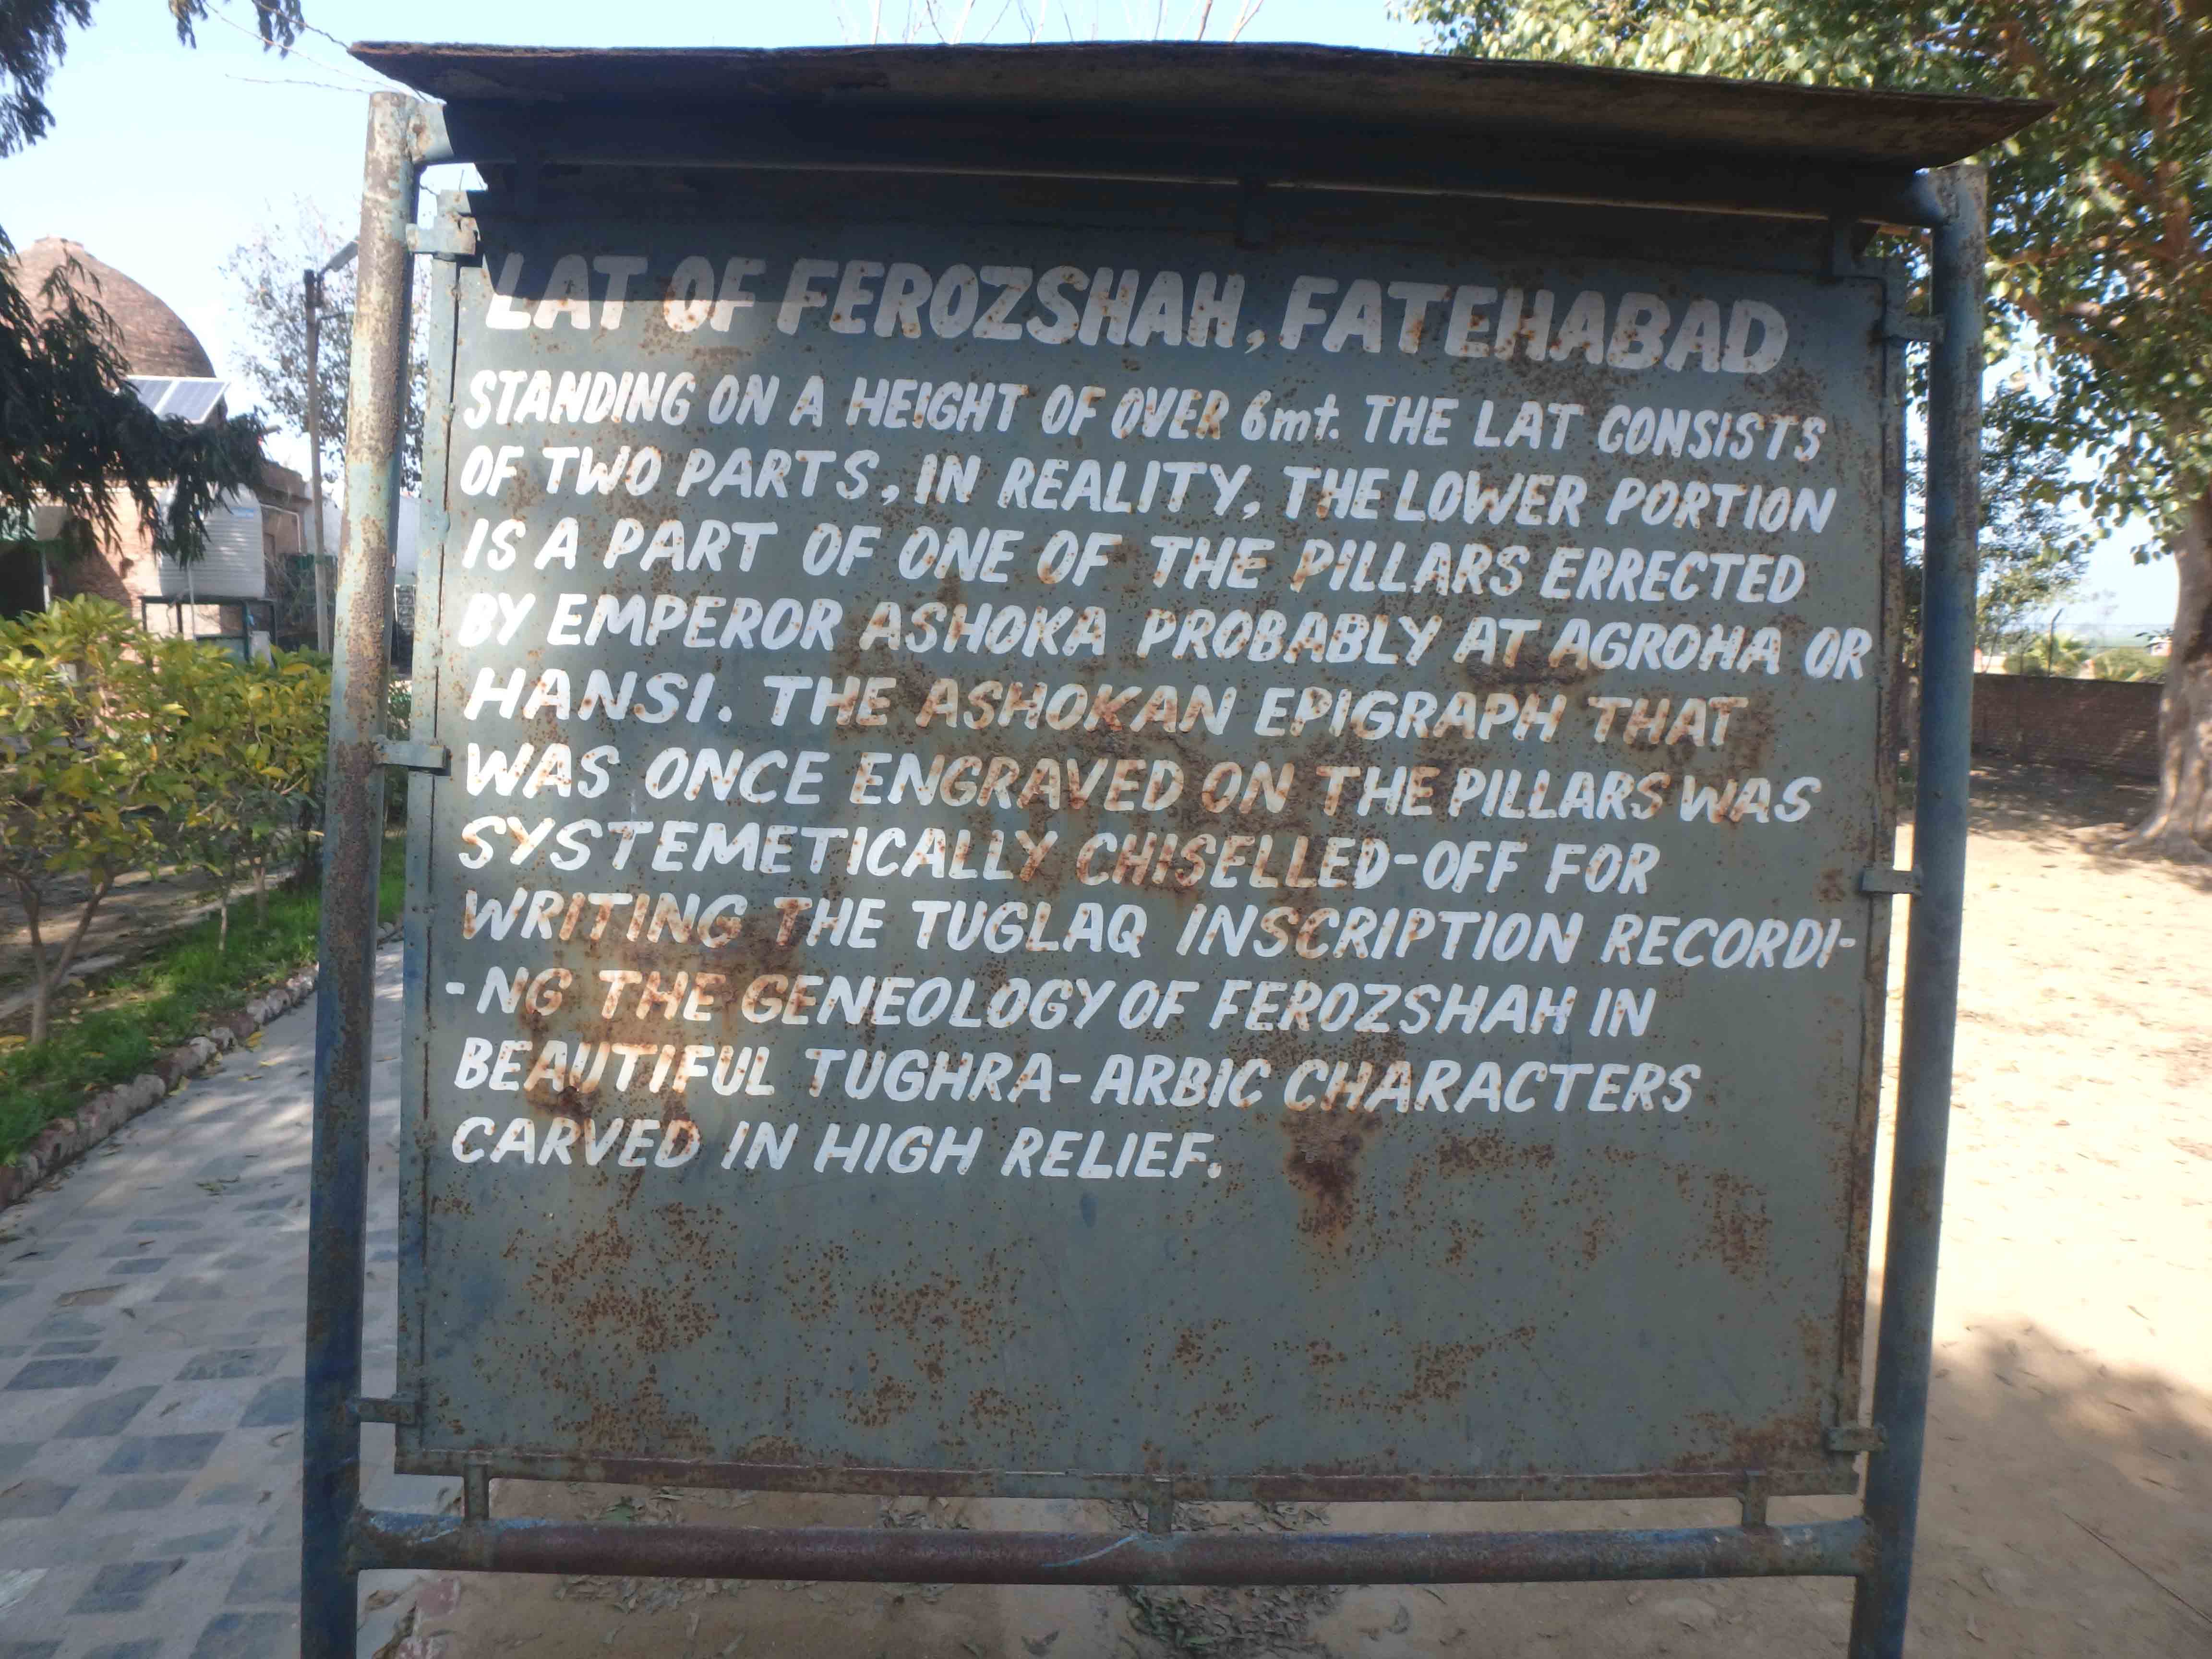 LAT OF FEROZSHAH, FATEHABAD
STANDING ON A HEIGHT OF OVER 6mt. THE LAT CONSISTS
OF TWO PARTS, IN REALITY, THE LOWER PORTION
IS A PART OF ONE OF THE PILLARS ERRECTED
BY EMPEROR ASHOKA PROBABLY AT AGROHA OR
HANSI. THE ASHOKAN EPIGRAPH THAT
WAS ONCE ENGRAVED ON THE PILLARS WAS
SYSTEMETICALLY CHISELLED-OFF FOR
WRITING THE TUGLAQ INSCRIPTION RECORDI-
-NG THE GENEOLOGY OF FEROZSHAH IN
BEAUTIFUL TUGHRA-ARBIC CHARACTERS
CARVED IN HIGH RELIEF.